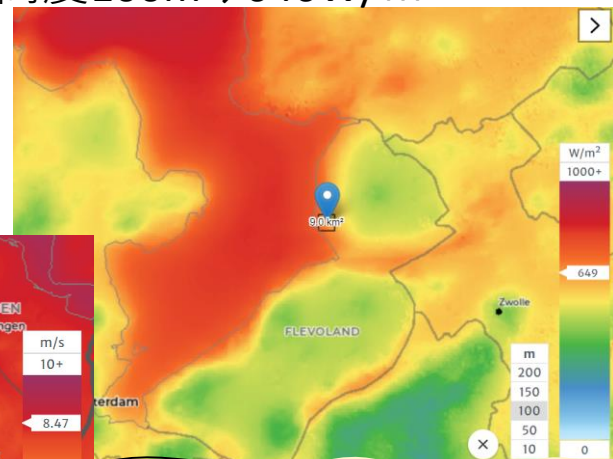 100m
W/m²
1000+
9.0 km²
649
EN
ngen
m/s
10+
8.47
terdam
FLEVOLAND
Zwolle
m
200
150
100
50
10
0